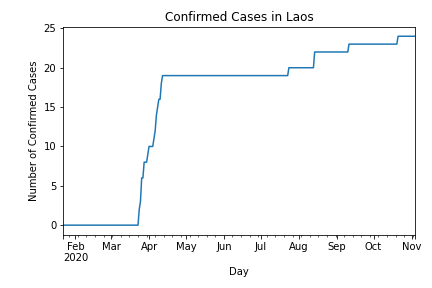 Confirmed Cases in Laos
25
20
15
10
5
0
Number of Confirmed Cases
Feb Mar Apr May Jun Jul Aug Sep Oct Nov
2020
Day